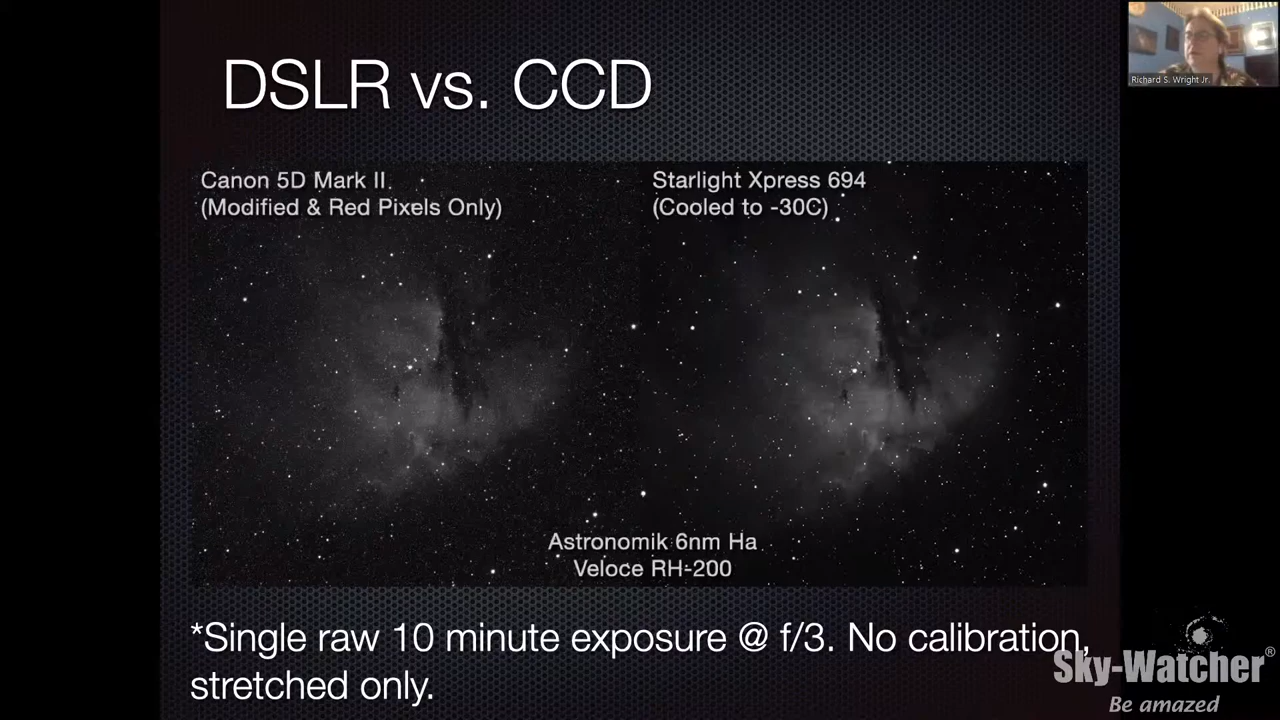 DSLR vs. CCD
Richard S. Wright Jr.
Canon 5D Mark II
(Modified & Red Pixels Only)
Starlight Xpress 694
(Cooled to -30C)
Astronomik 6nm Ha
Veloce RH-200
*Single raw 10 minute exposure @ f/3. No calibration,
stretched only.
Sky-Watcher®
Be amazed